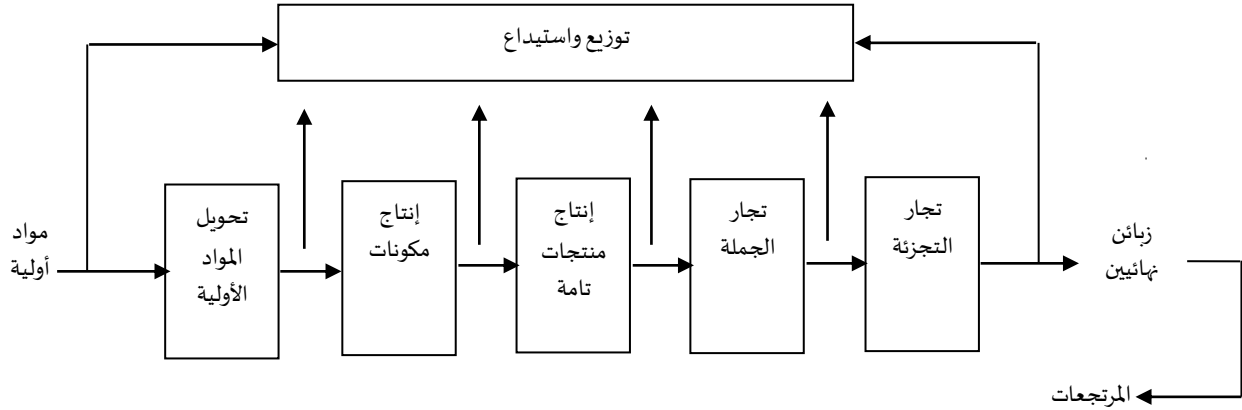 توزيع واستيداع
مواد
أولية
تحويل
المواد
الأولية
إنتاج
مكونات
إنتاج
منتجات
تامة
تجار
الجملة
تجار
التجزئة
زبائن
نهائيين
المرتجعات